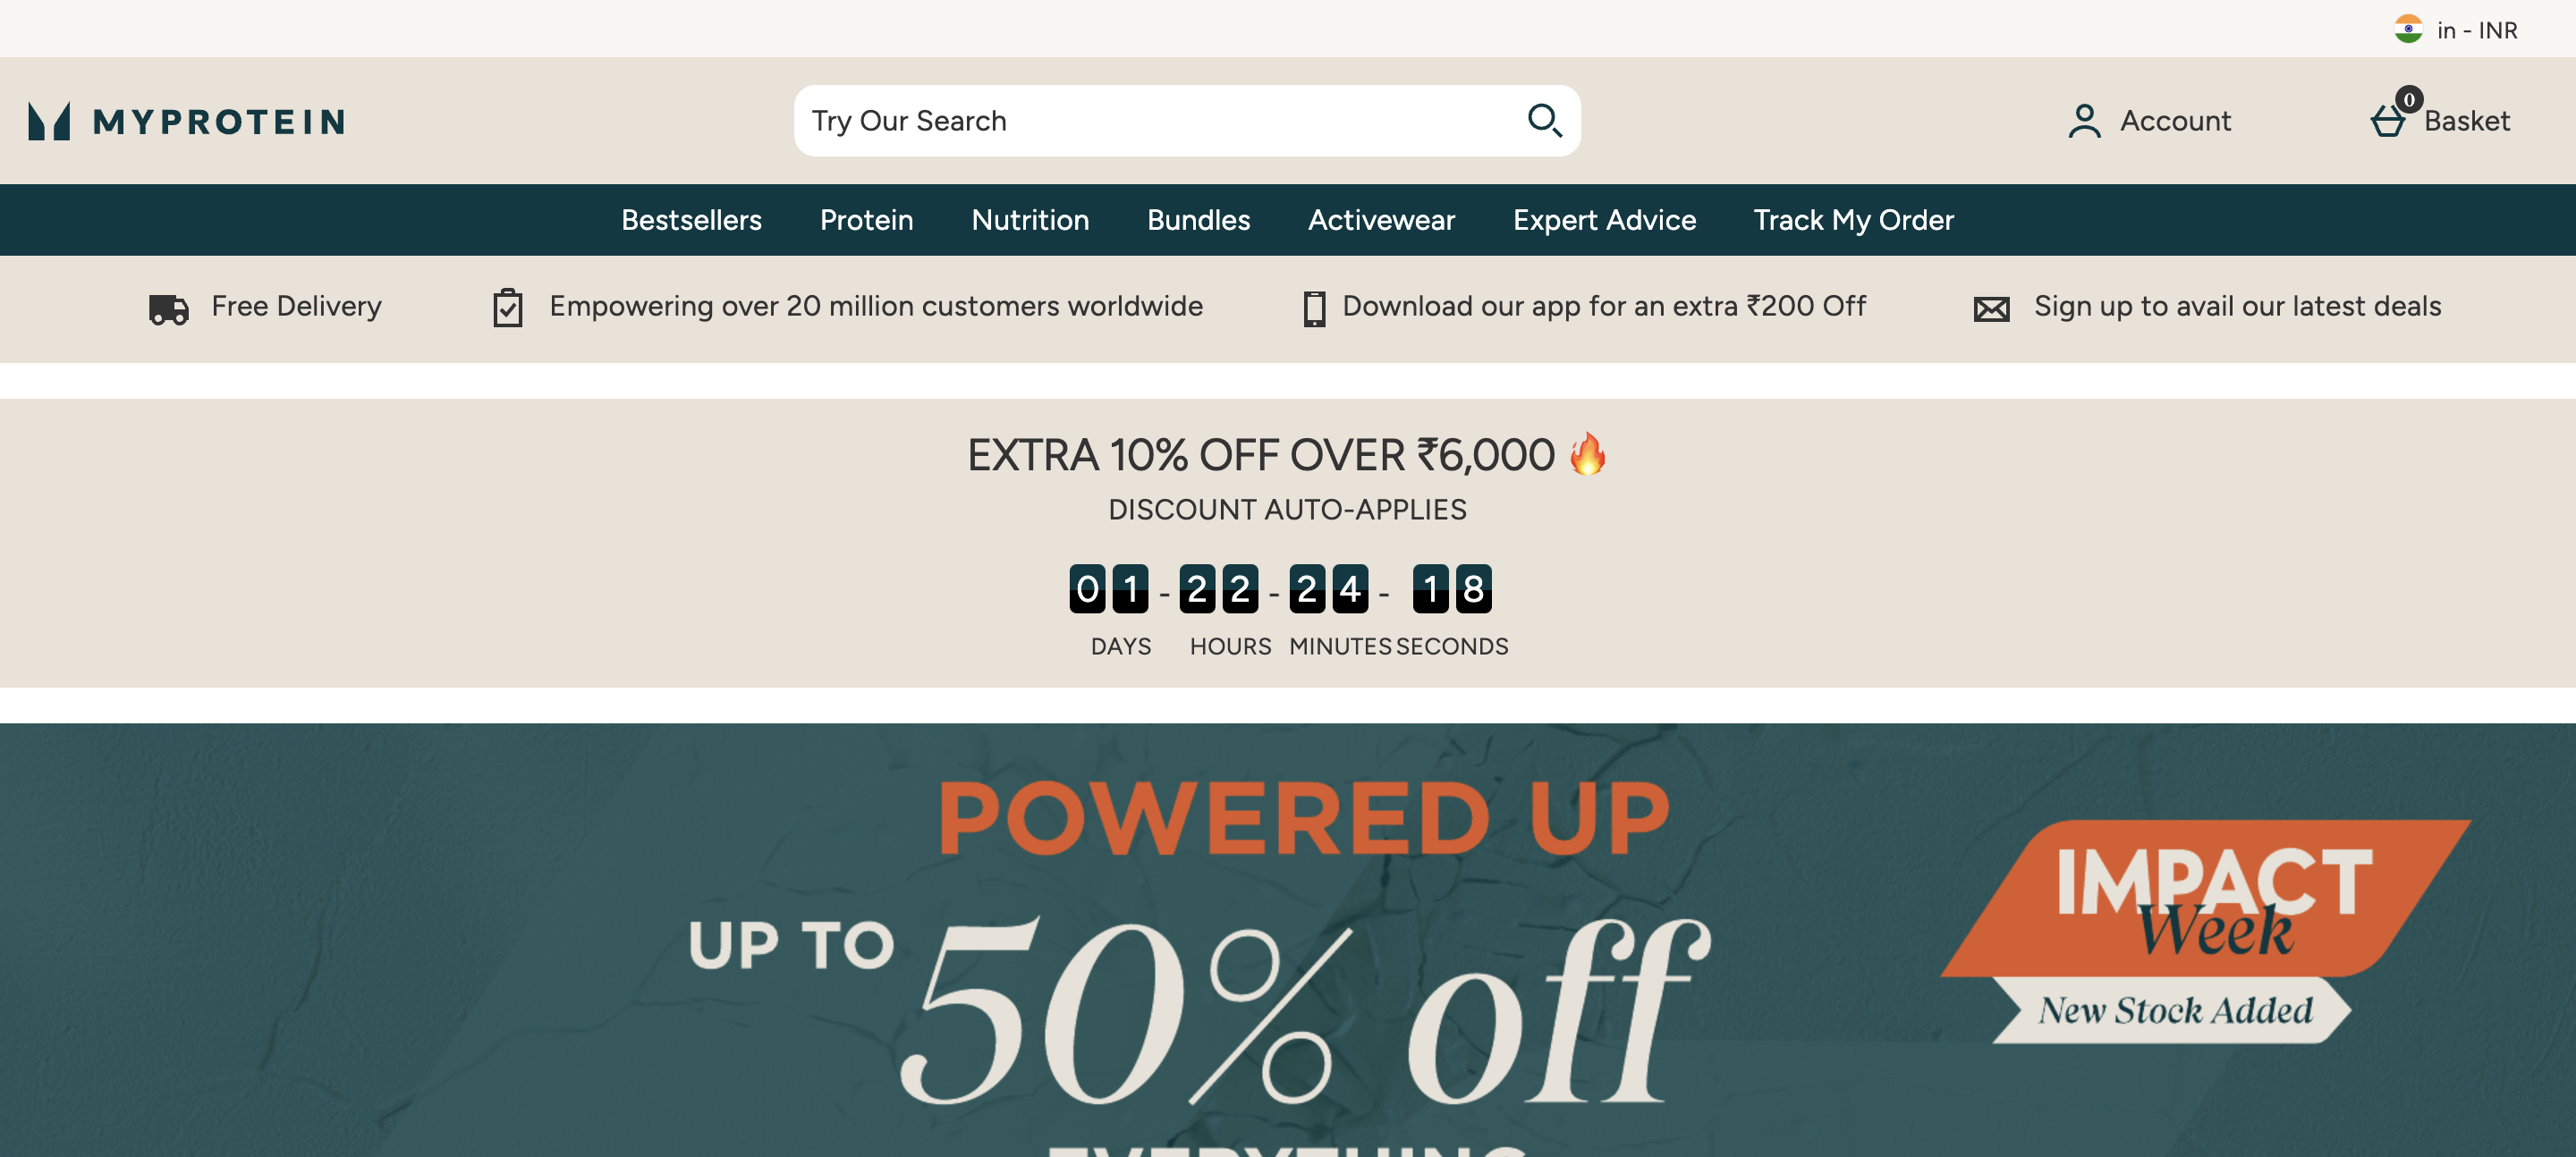 in - INR
MYPROTEIN
Try Our Search
Account
0
Basket
Bestsellers Protein Nutrition Bundles Activewear Expert Advice Track My Order
Free Delivery
Empowering over 20 million customers worldwide
Download our app for an extra ₹200 Off
Sign up to avail our latest deals
EXTRA 10% OFF OVER ₹6,000 🔥
DISCOUNT AUTO-APPLIES
01 - 22 - 24 - 18
DAYS HOURS MINUTES SECONDS
POWERED UP
UP TO 50% off
EVERYTHING
IMPACT
Week
New Stock Added